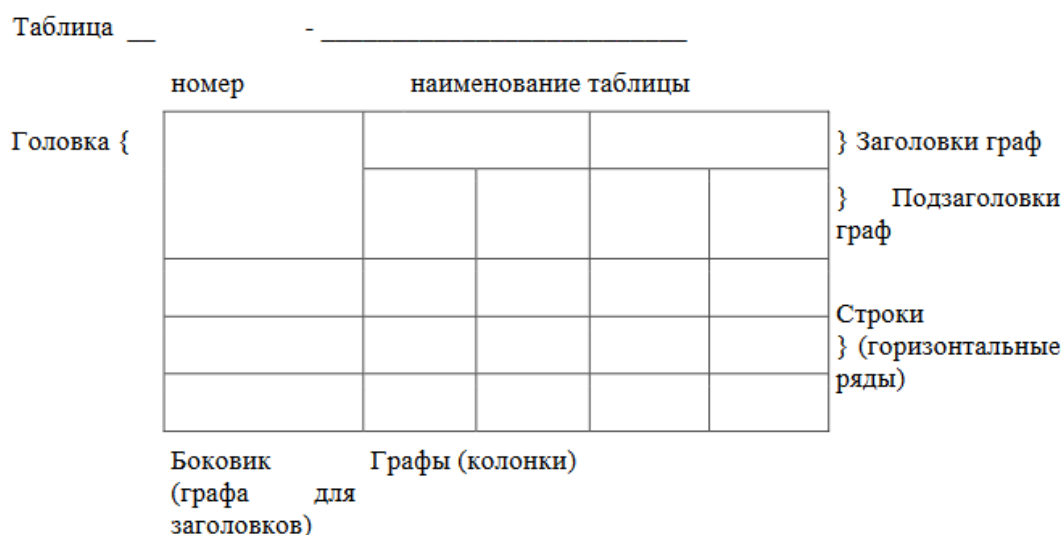 Таблица __ - __________________________
номер наименование таблицы
Головка {
} Заголовки граф
} Подзаголовки
граф
Строки
} (горизонтальные
ряды)
Боковик Графы (колонки)
(графа для
заголовков)